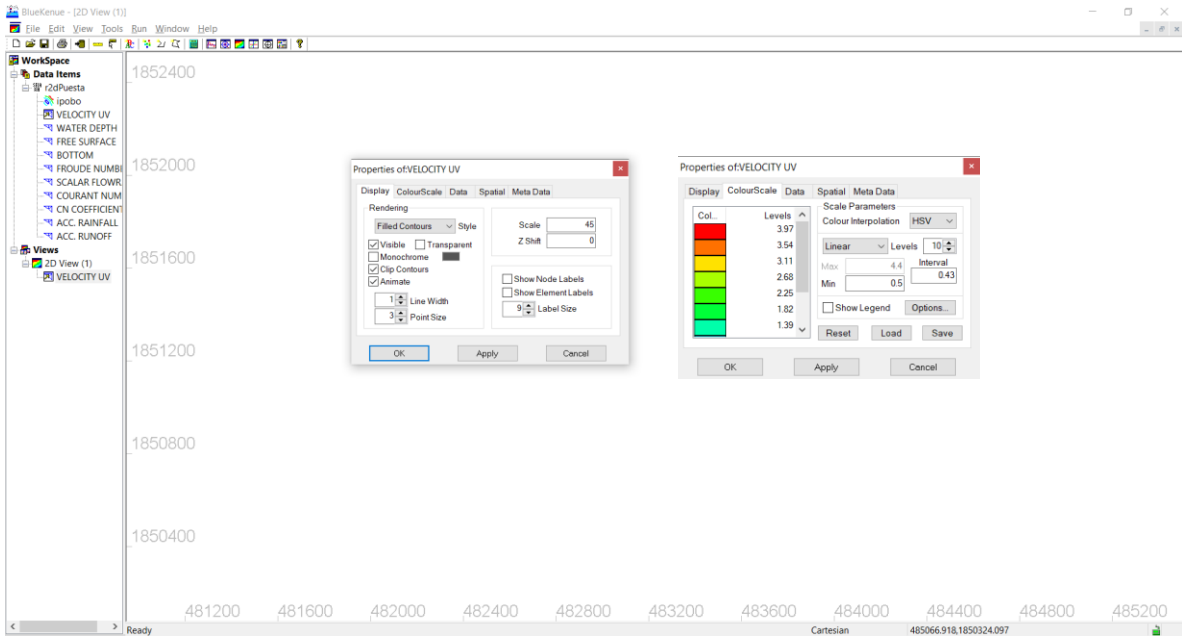 BlueKenue - [2D View (1)]
File Edit View Tools Run Window Help
WorkSpace
Data Items
r2dPuesta
ipobo
VELOCITY UV
WATER DEPTH
FREE SURFACE
BOTTOM
FROUDE NUMBI
SCALAR FLOWR
COURANT NUM
CN COEFFICIENT
ACC. RAINFALL
ACC. RUNOFF
Views
2D View (1)
VELOCITY UV
1852400
1852000
1851600
1851200
1850800
1850400
481200 481600 482000 482400 482800 483200 483600 484000 484400 484800 485200
Properties of:VELOCITY UV
Display ColourScale Data Spatial Meta Data
Rendering
Filled Contours Style
Visible Transparent
Monochrome
Clip Contours
Animate
1 Line Width
3 Point Size
Scale 45
Z Shift 0
Show Node Labels
Show Element Labels
9 Label Size
OK Apply Cancel
Properties of:VELOCITY UV
Display ColourScale Data Spatial Meta Data
Col... Levels
3.97
3.54
3.11
2.68
2.25
1.82
1.39
Scale Parameters
Colour Interpolation HSV
Linear Levels 10
Max 4.4 Interval
Min 0.5 0.43
Show Legend Options...
Reset Load Save
OK Apply Cancel
Ready Cartesian 485066.918,1850324.097